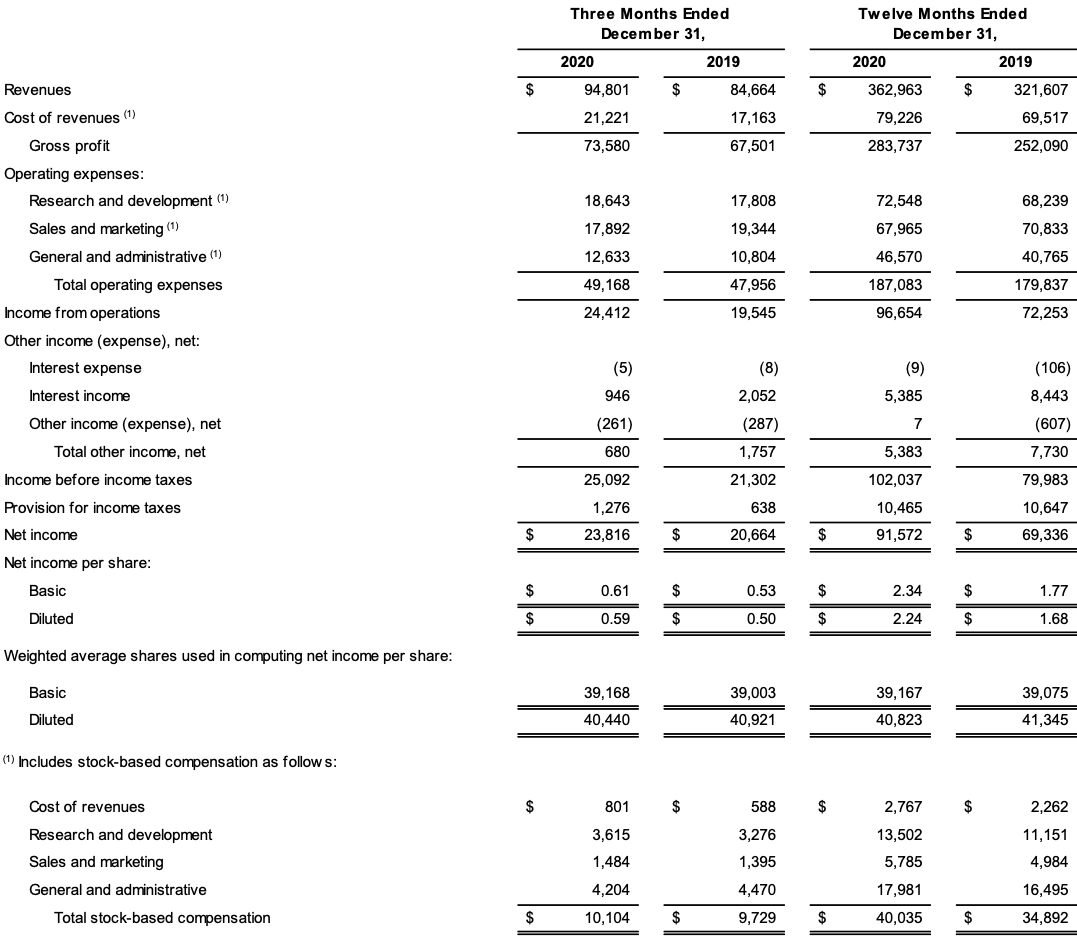 Three Months Ended Twelve Months Ended
December 31, December 31,
2020 2019 2020 2019
Revenues $ 94,801 $ 84,664 $ 362,963 $ 321,607
Cost of revenues (1) 21,221 17,163 79,226 69,517
Gross profit 73,580 67,501 283,737 252,090
Operating expenses:
Research and development (1) 18,643 17,808 72,548 68,239
Sales and marketing (1) 17,892 19,344 67,965 70,833
General and administrative (1) 12,633 10,804 46,570 40,765
Total operating expenses 49,168 47,956 187,083 179,837
Income from operations 24,412 19,545 96,654 72,253
Other income (expense), net:
Interest expense (5) (8) (9) (106)
Interest income 946 2,052 5,385 8,443
Other income (expense), net (261) (287) 7 (607)
Total other income, net 680 1,757 5,383 7,730
Income before income taxes 25,092 21,302 102,037 79,983
Provision for income taxes 1,276 638 10,465 10,647
Net income $ 23,816 $ 20,664 $ 91,572 $ 69,336
Net income per share:
Basic $ 0.61 $ 0.53 $ 2.34 $ 1.77
Diluted $ 0.59 $ 0.50 $ 2.24 $ 1.68
Weighted average shares used in computing net income per share:
Basic 39,168 39,003 39,167 39,075
Diluted 40,440 40,921 40,823 41,345
(1) Includes stock-based compensation as follows:
Cost of revenues $ 801 $ 588 $ 2,767 $ 2,262
Research and development 3,615 3,276 13,502 11,151
Sales and marketing 1,484 1,395 5,785 4,984
General and administrative 4,204 4,470 17,981 16,495
Total stock-based compensation $ 10,104 $ 9,729 $ 40,035 $ 34,892